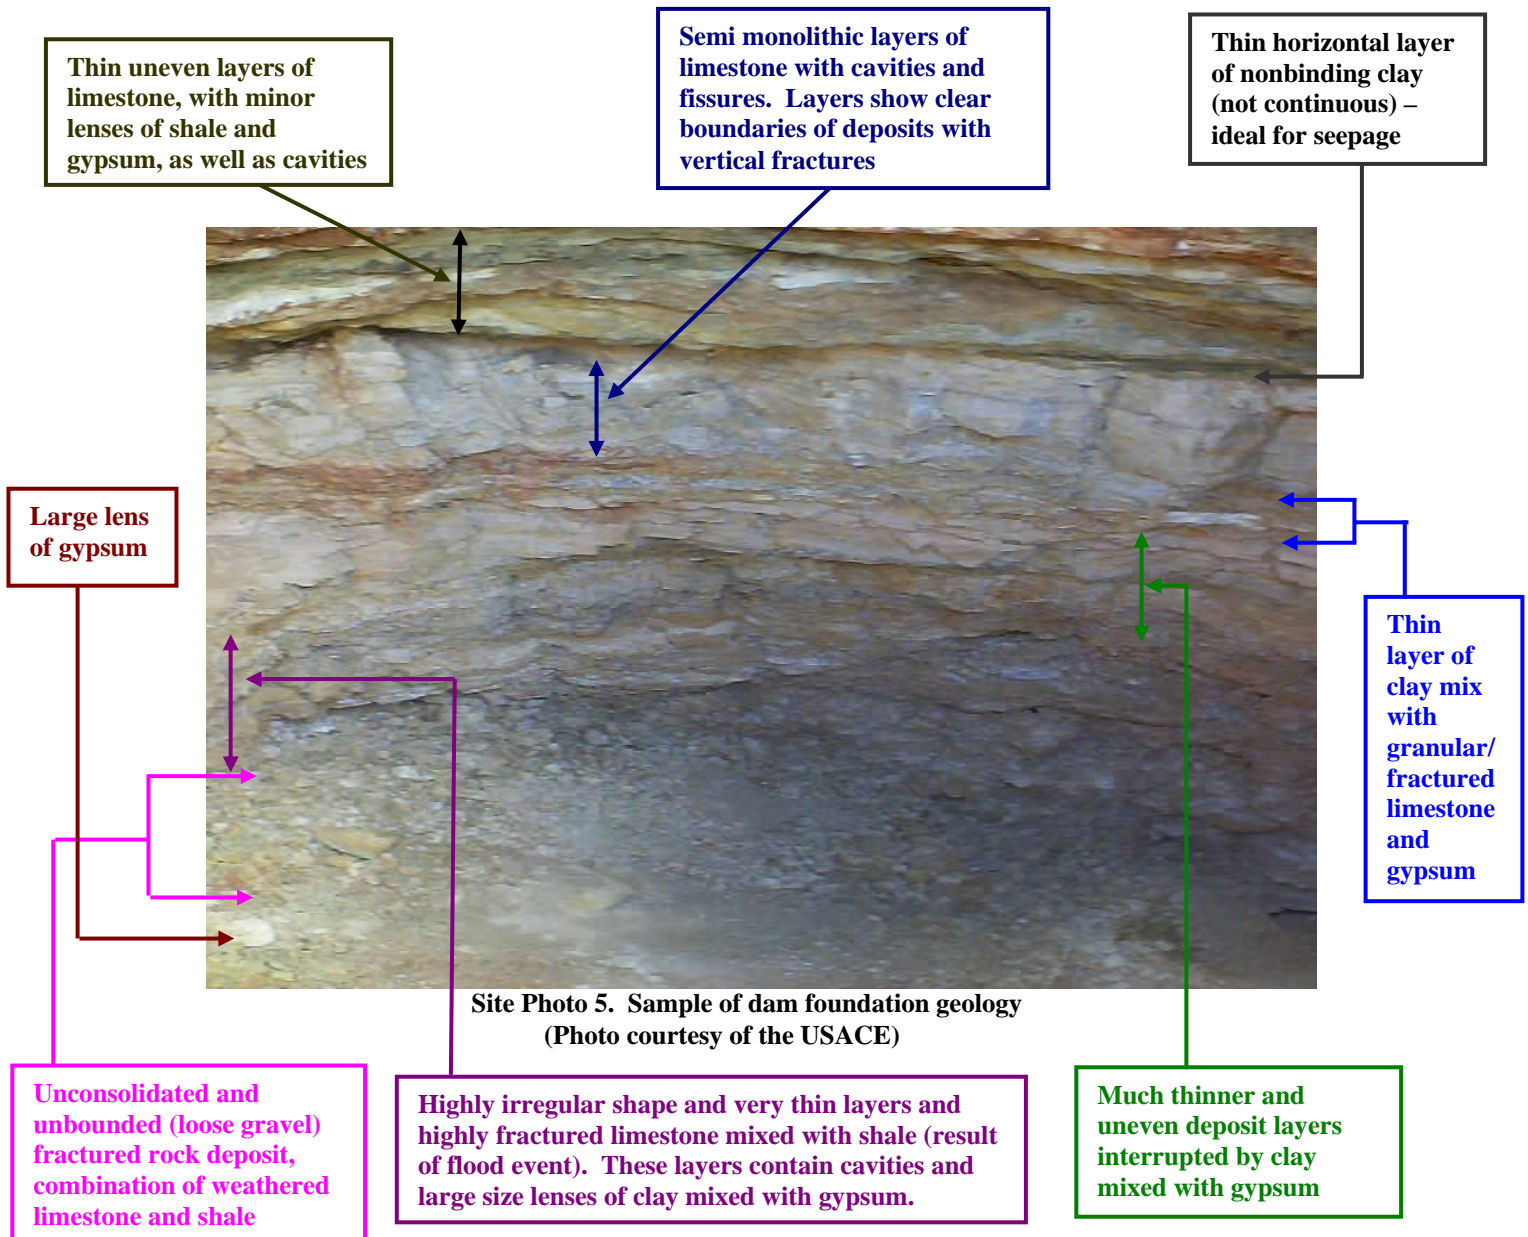 Thin uneven layers of
limestone, with minor
lenses of shale and
gypsum, as well as cavities
Semi monolithic layers of
limestone with cavities and
fissures. Layers show clear
boundaries of deposits with
vertical fractures
Thin horizontal layer
of nonbinding clay
(not continuous) –
ideal for seepage
Large lens
of gypsum
Thin
layer of
clay mix
with
granular/
fractured
limestone
and
gypsum
Site Photo 5. Sample of dam foundation geology
(Photo courtesy of the USACE)
Unconsolidated and
unbounded (loose gravel)
fractured rock deposit,
combination of weathered
limestone and shale
Highly irregular shape and very thin layers and
highly fractured limestone mixed with shale (result
of flood event). These layers contain cavities and
large size lenses of clay mixed with gypsum.
Much thinner and
uneven deposit layers
interrupted by clay
mixed with gypsum